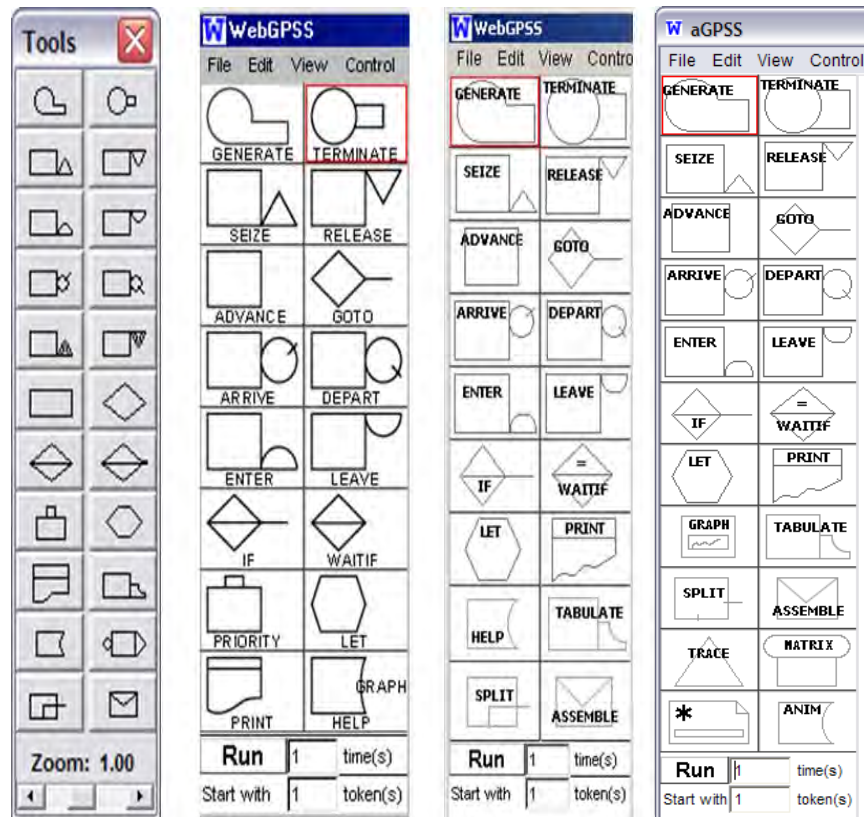 Tools
Zoom: 1.00
WebGPSS
File Edit View Control
GENERATE TERMINATE
SEIZE RELEASE
ADVANCE GOTO
ARRIVE DEPART
ENTER LEAVE
IF WAITIF
PRIORITY LET
GRAPH
PRINT HELP
Run 1 time(s)
Start with 1 token(s)
WebGPSS
File Edit View Contro
GENERATE TERMINATE
SEIZE RELEASE
ADVANCE GOTO
ARRIVE DEPART
ENTER LEAVE
=
IF WAITIF
LET PRINT
HELP TABULATE
SPLIT ASSEMBLE
Run 1 time(s)
Start with 1 token(s)
aGPSS
File Edit View Control
GENERATE TERMINATE
SEIZE RELEASE
ADVANCE GOTO
ARRIVE DEPART
ENTER LEAVE
=
IF WAITIF
LET PRINT
GRAPH TABULATE
SPLIT ASSEMBLE
TRACE MATRIX
* ANIM
Run 1 time(s)
Start with 1 token(s)